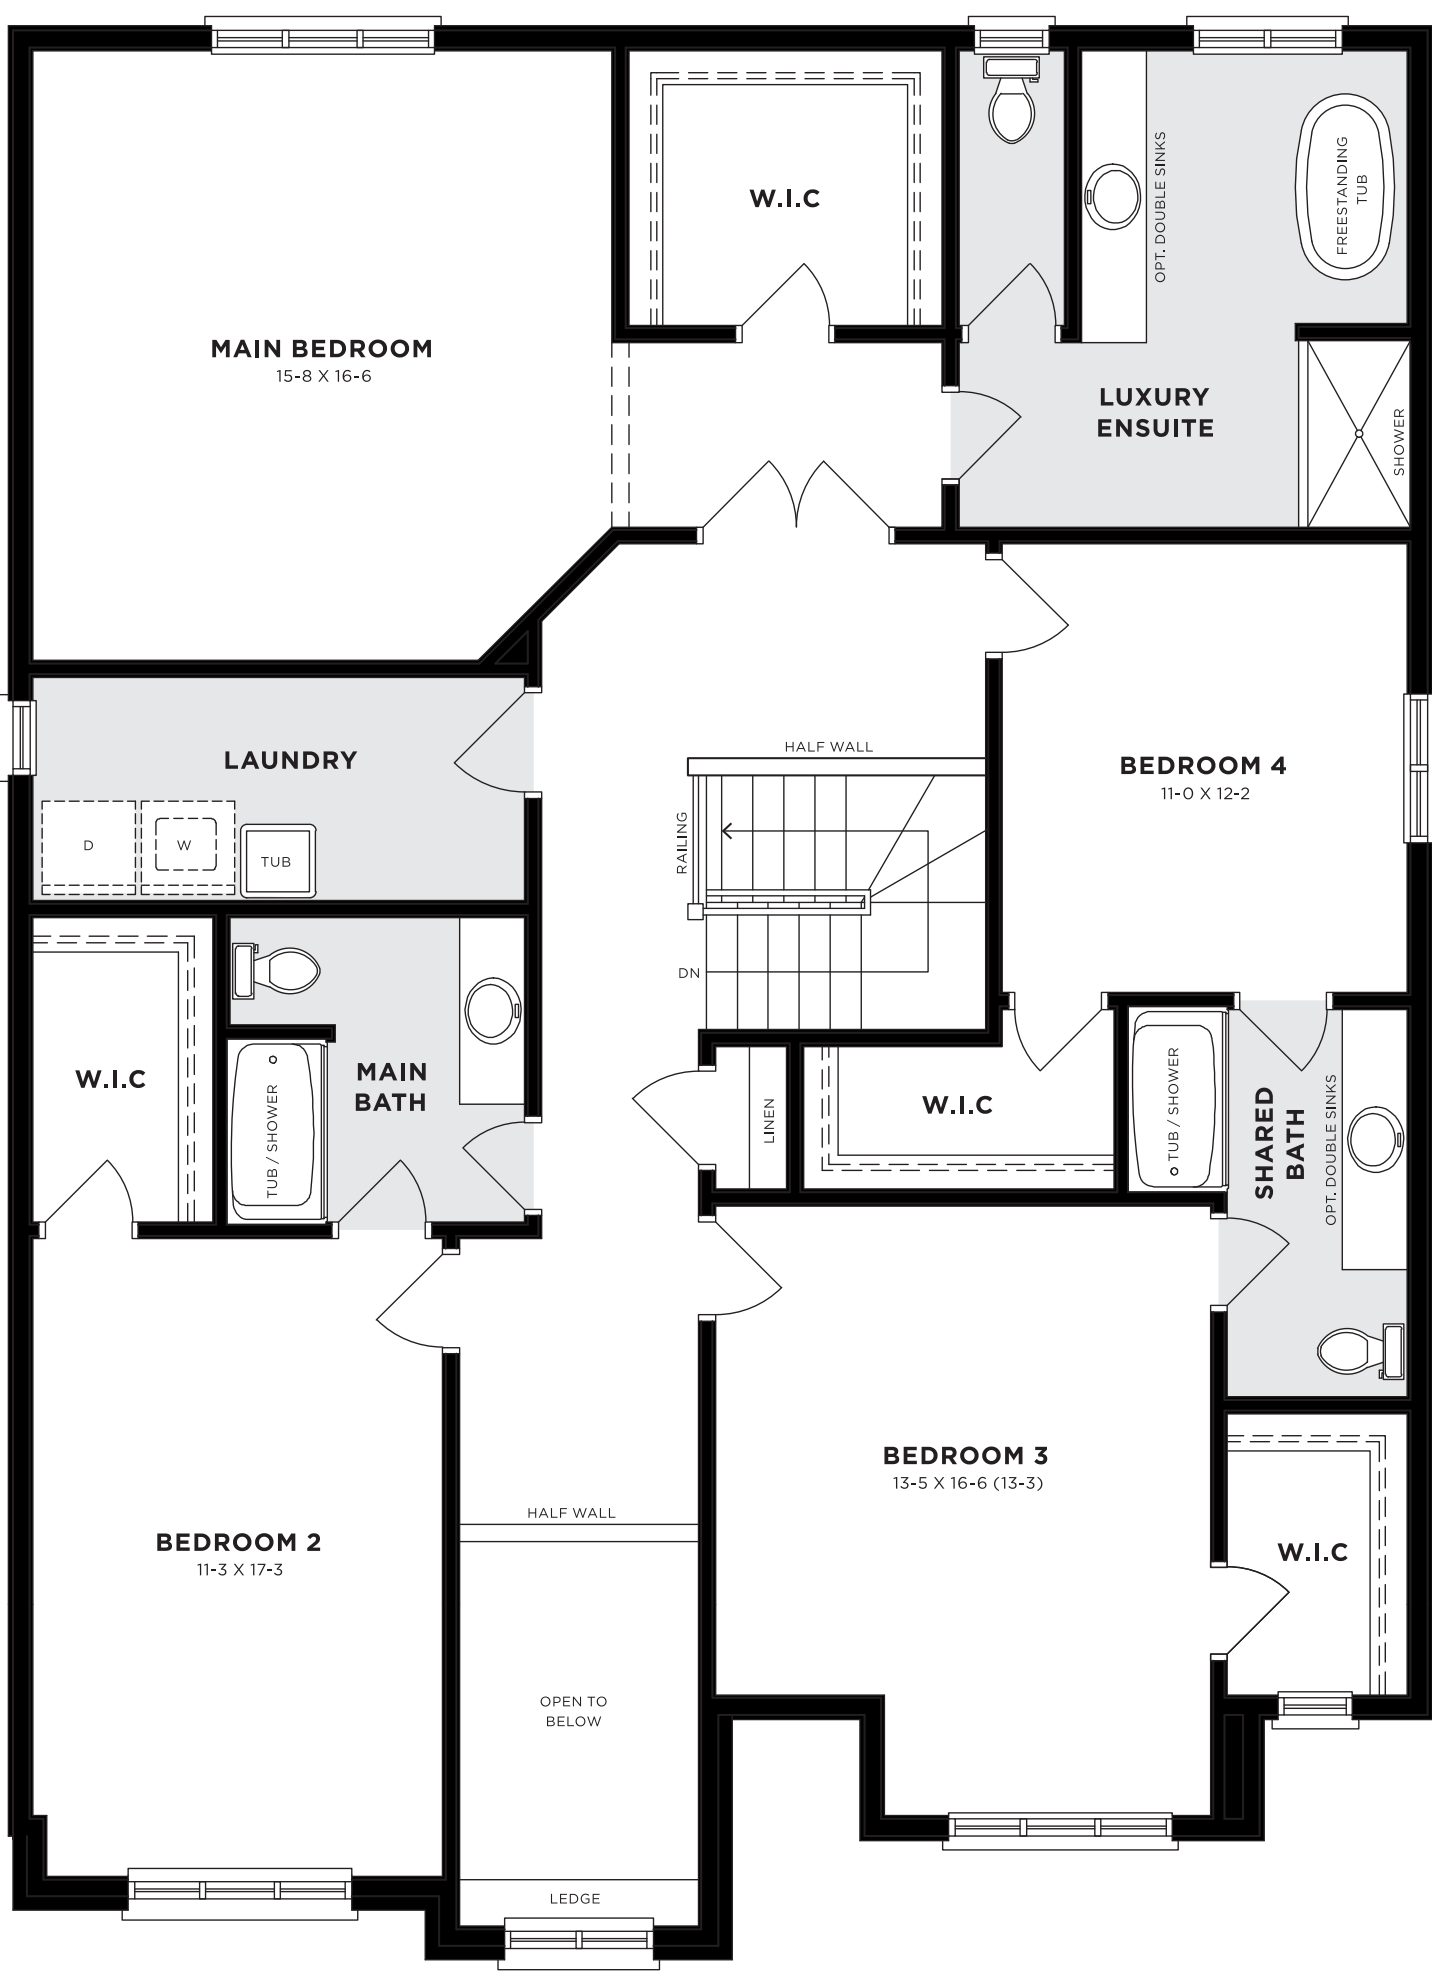 W.I.C
OPT. DOUBLE SINKS
FREESTANDING
TUB
MAIN BEDROOM
15-8 X 16-6
LUXURY
ENSUITE
SHOWER
HALF WALL
LAUNDRY
BEDROOM 4
11-0 X 12-2
D
W
TUB
RAILING
DN
W.I.C
MAIN
BATH
TUB / SHOWER
LINEN
W.I.C
TUB / SHOWER
SHARED
BATH
OPT. DOUBLE SINKS
BEDROOM 3
13-5 X 16-6 (13-3)
HALF WALL
BEDROOM 2
11-3 X 17-3
W.I.C
OPEN TO
BELOW
LEDGE